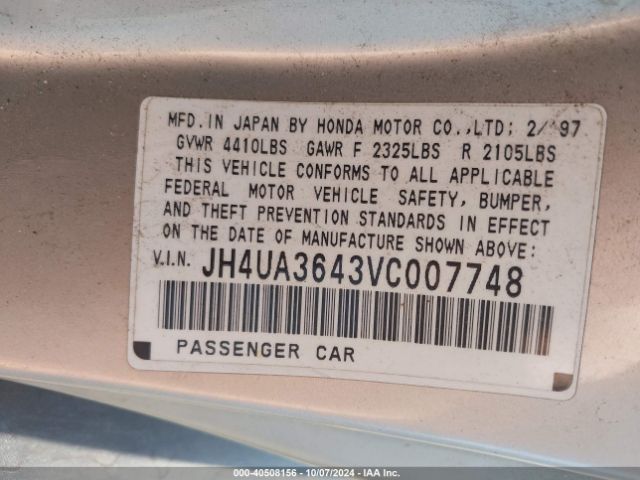 MFD. IN JAPAN BY HONDA MOTOR CO., LTD: 2/ '97
GVWR 4410LBS GAWR F 2325LBS R 2105LBS
THIS VEHICLE CONFORMS TO ALL APPLICABLE
FEDERAL MOTOR VEHICLE SAFETY, BUMPER,
AND THEFT PREVENTION STANDARDS IN EFFECT
ON THE DATE OF MANUFACTURE SHOWN ABOVE:
V.I.N. JH4UA3643VC007748
PASSENGER CAR
000-40508156 - 10/07/2024 - IAA Inc.